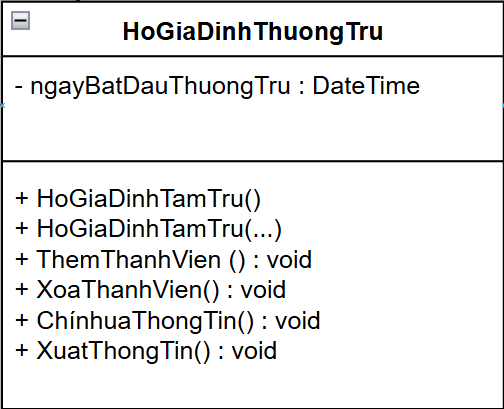 HoGiaDinhThuongTru
- ngayBatDauThuongTru : DateTime
+ HoGiaDinhTamTru()
+ HoGiaDinhTamTru(...)
+ ThemThanhVien () : void
+ XoaThanhVien() : void
+ ChínhuaThongTin() : void
+ XuatThongTin() : void